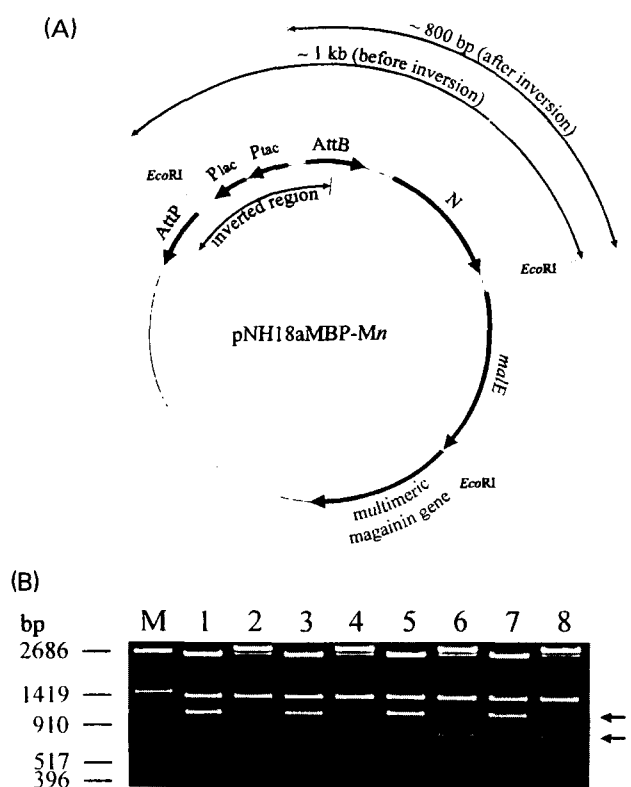 (A)
~ 800 bp (after inversion)
~ 1 kb (before inversion)
EcoRI
Plac
Ptac
AttB
AttP
inverted region
N
EcoRI
pNH18aMBP-Mn
malE
EcoRI
multimeric
magainin gene
(B)
bp
M 1 2 3 4 5 6 7 8
2686
1419
910
517
396